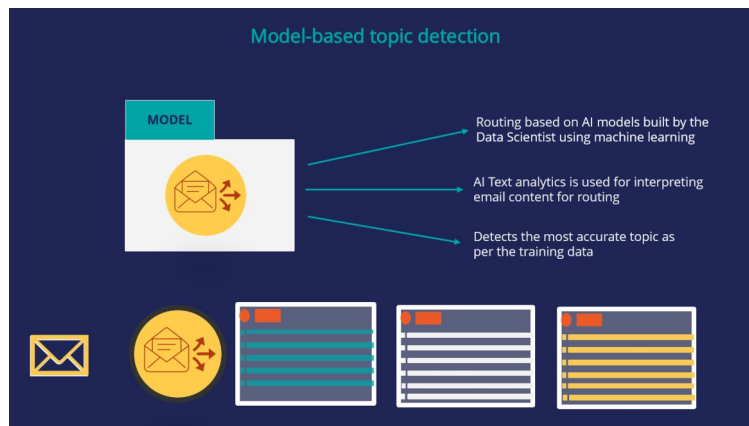 Model-based topic detection
MODEL
Routing based on AI models built by the
Data Scientist using machine learning
AI Text analytics is used for interpreting
email content for routing
Detects the most accurate topic as
per the training data